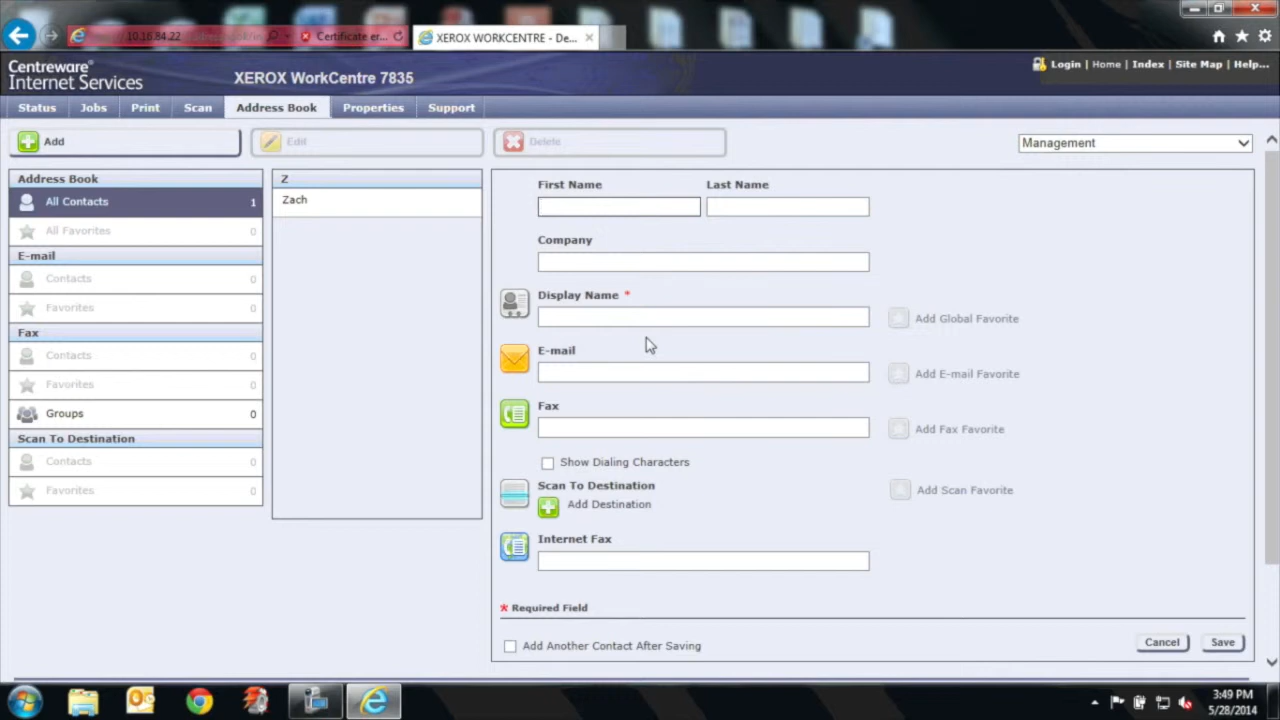 10.16.84.22
Certificate er...
XEROX WORKCENTRE - De...
Centreware®
Internet Services
XEROX WorkCentre 7835
Login | Home | Index | Site Map | Help...
Status Jobs Print Scan Address Book Properties Support
Add Edit Delete Management
Address Book
All Contacts 1
All Favorites 0
E-mail
Contacts 0
Favorites 0
Fax
Contacts 0
Favorites 0
Groups 0
Scan To Destination
Contacts 0
Favorites 0
Z
Zach
First Name Last Name
Company
Display Name *
Add Global Favorite
E-mail
Add E-mail Favorite
Fax
Add Fax Favorite
Show Dialing Characters
Scan To Destination
Add Destination
Add Scan Favorite
Internet Fax
* Required Field
Add Another Contact After Saving
Cancel Save
3:49 PM
5/28/2014